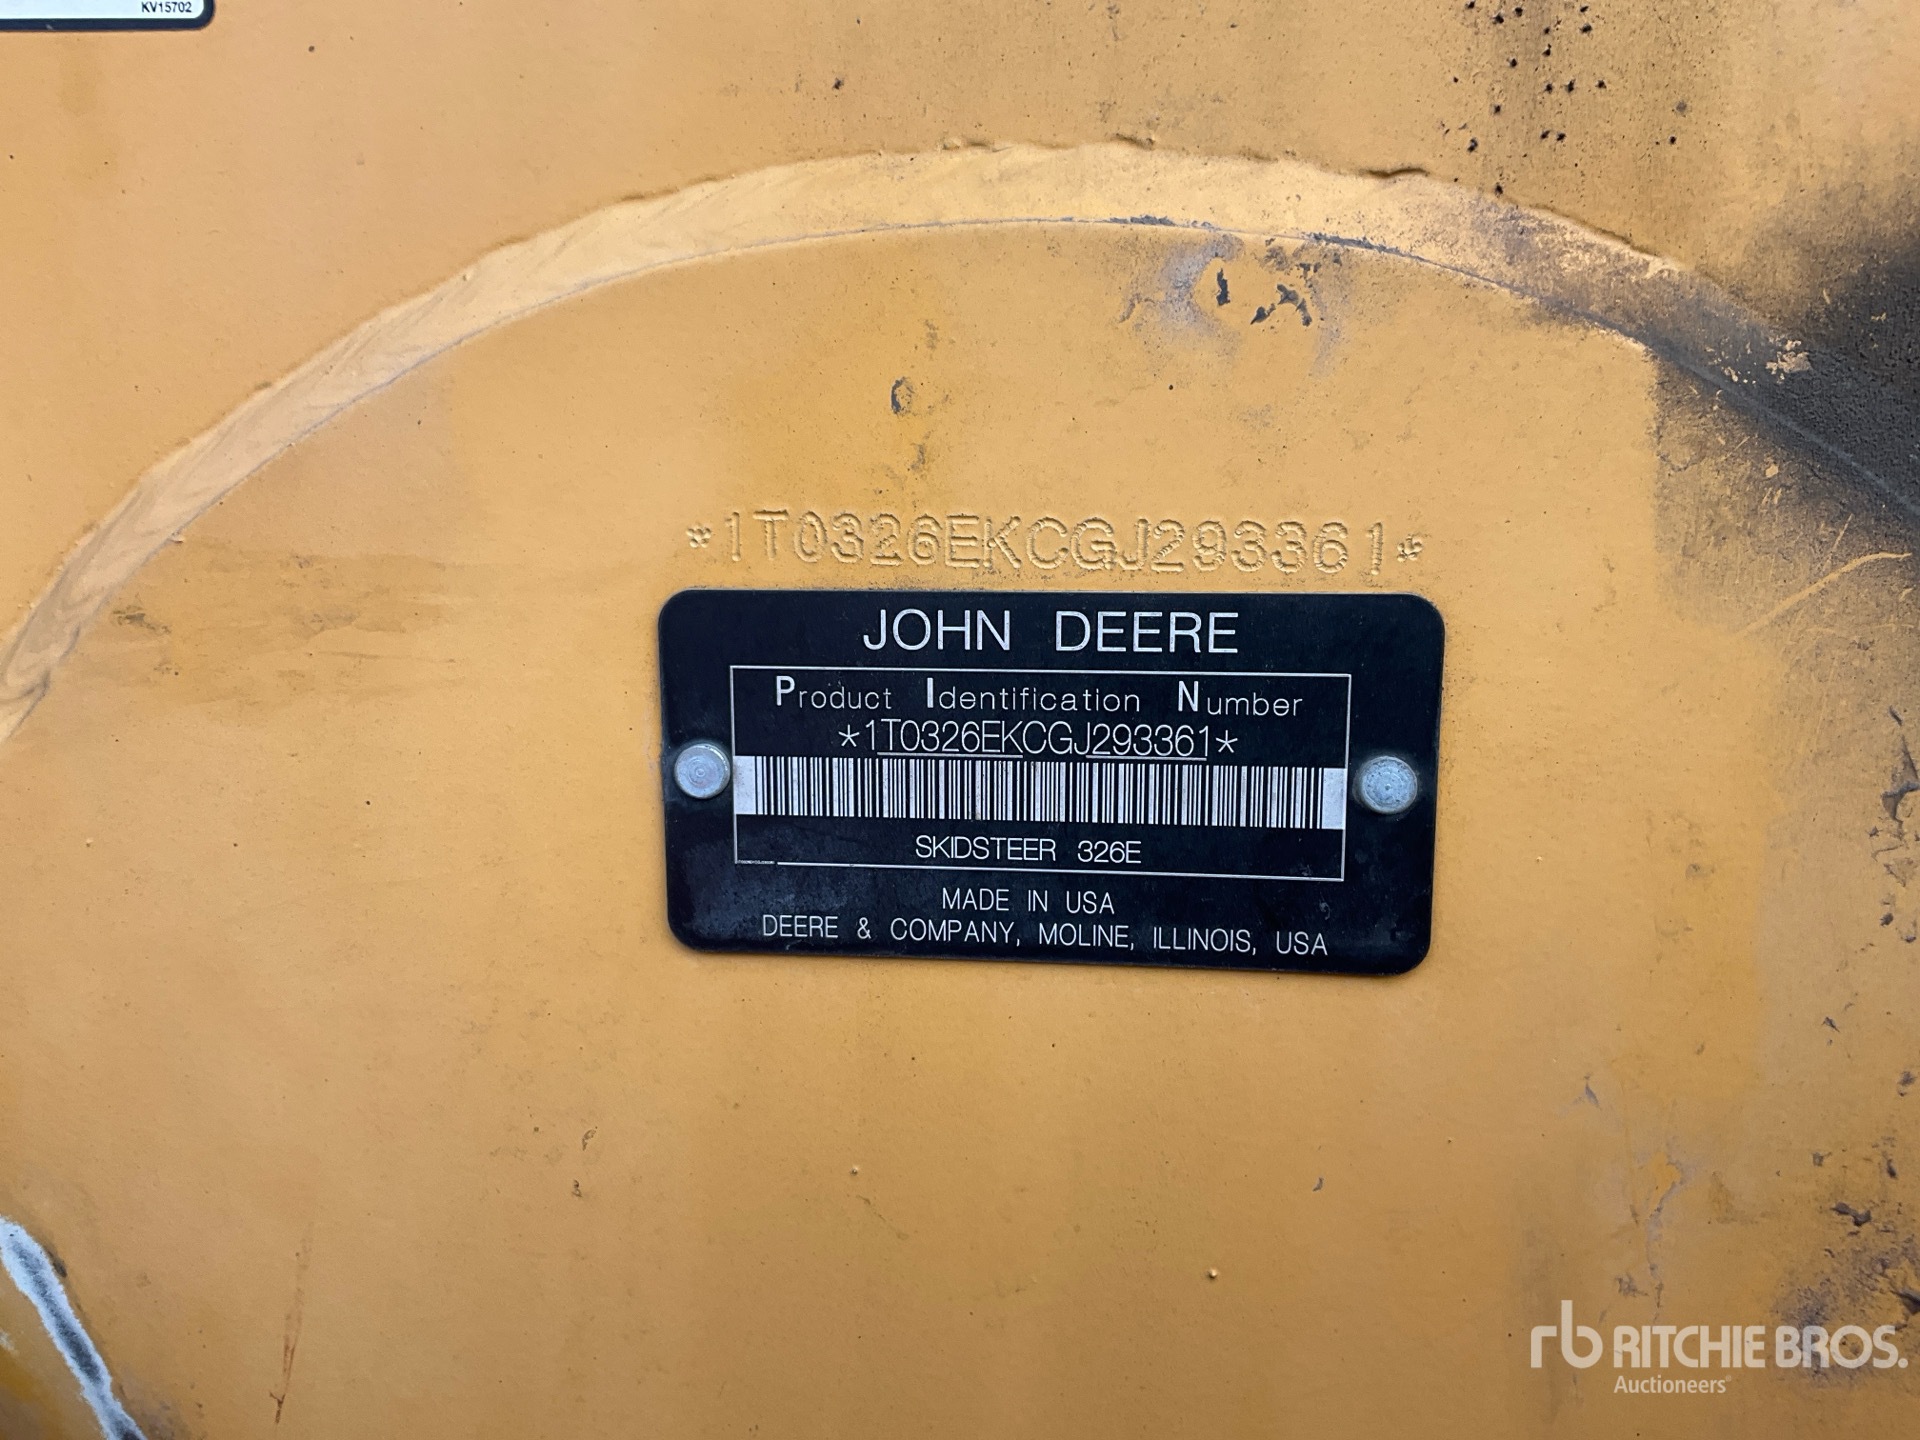 KV15702
*1T0326EKCGJ293361*
JOHN DEERE
Product Identification Number
*1T0326EKCGJ293361*
SKIDSTEER 326E
MADE IN USA
DEERE & COMPANY, MOLINE, ILLINOIS, USA
rb RITCHIE BROS.
Auctioneers